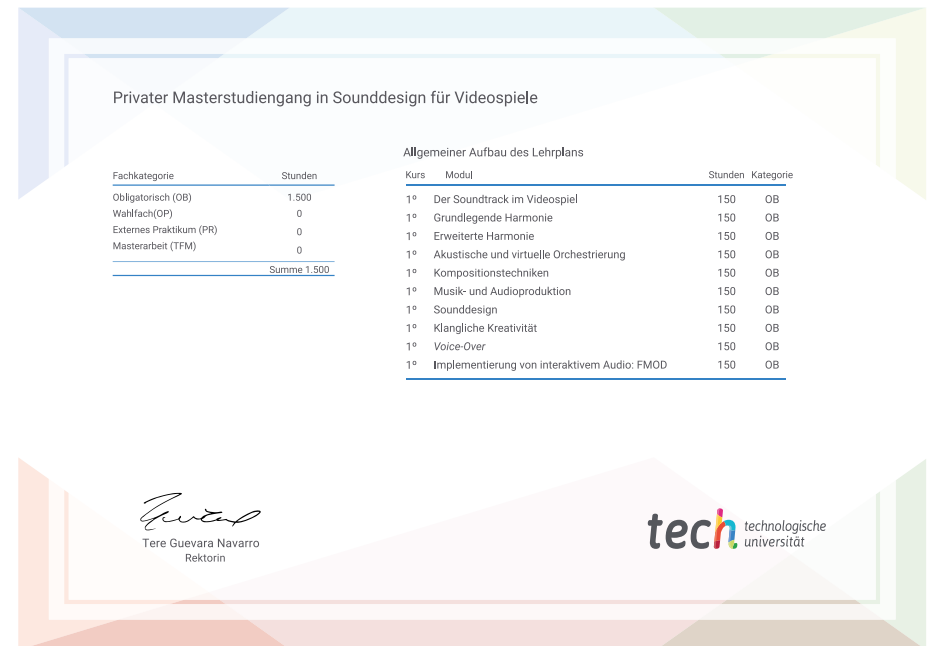 Privater Masterstudiengang in Sounddesign für Videospiele
Fachkategorie Stunden
Obligatorisch (OB) 1.500
Wahlfach(OP) 0
Externes Praktikum (PR) 0
Masterarbeit (TFM) 0
Summe 1.500
Allgemeiner Aufbau des Lehrplans
Kurs Modul Stunden Kategorie
1º Der Soundtrack im Videospiel 150 OB
1º Grundlegende Harmonie 150 OB
1º Erweiterte Harmonie 150 OB
1º Akustische und virtuelle Orchestrierung 150 OB
1º Kompositionstechniken 150 OB
1º Musik- und Audioproduktion 150 OB
1º Sounddesign 150 OB
1º Klangliche Kreativität 150 OB
1º Voice-Over 150 OB
1º Implementierung von interaktivem Audio: FMOD 150 OB
Tere Guevara Navarro
Rektorin
tech technologische
universität